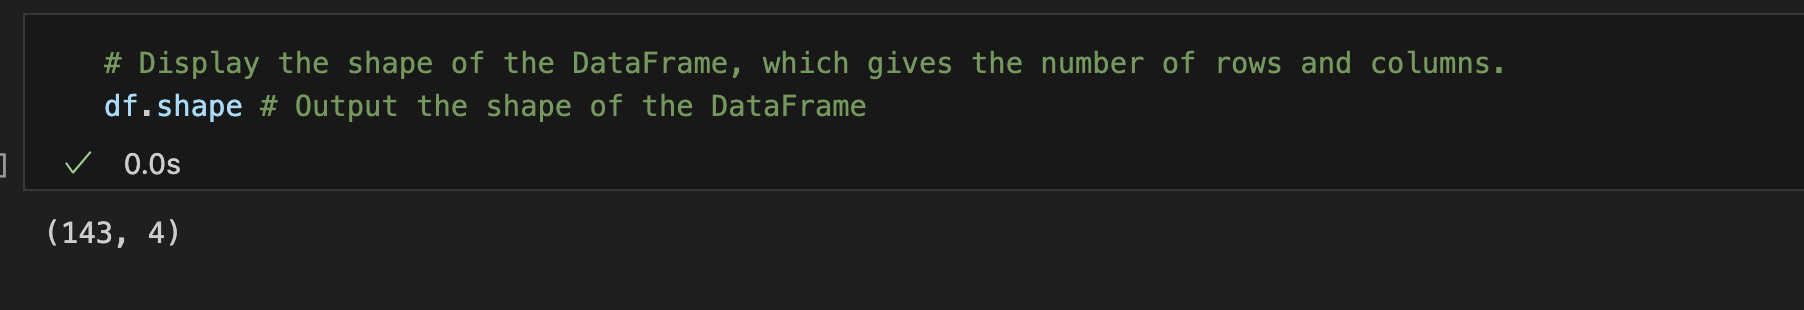 # Display the shape of the DataFrame, which gives the number of rows and columns.
df.shape # Output the shape of the DataFrame
] ✓ 0.0s
(143, 4)